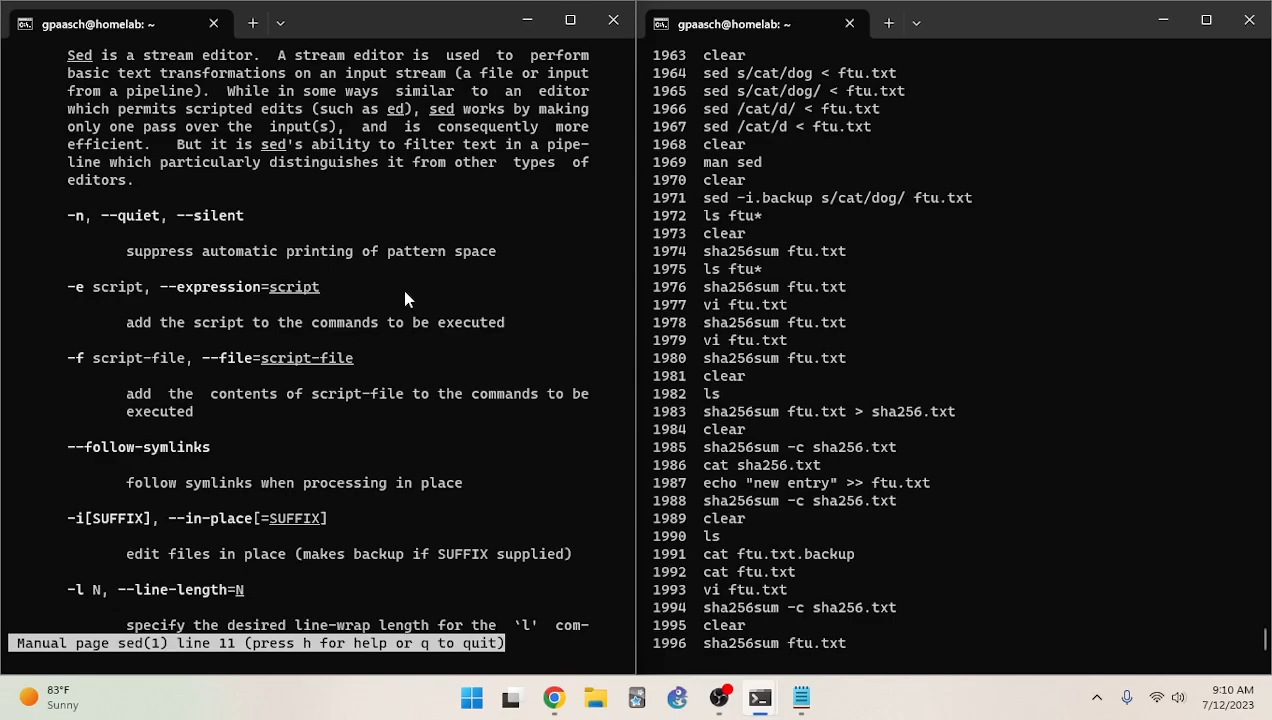 gpaasch@homelab: ~
Sed is a stream editor.  A stream editor is used  to  perform
basic text transformations on an input stream (a file or input
from a pipeline).  While in some ways  similar  to  an  editor
which permits scripted edits (such as ed), sed works by making
only one pass over the  input(s),  and  is  consequently  more
efficient.   But it is sed's ability to filter text in a pipe-
line which particularly distinguishes it from other  types  of
editors.
-n, --quiet, --silent
suppress automatic printing of pattern space
-e script, --expression=script
add the script to the commands to be executed
-f script-file, --file=script-file
add  the  contents of script-file to the commands to be
executed
--follow-symlinks
follow symlinks when processing in place
-i[SUFFIX], --in-place[=SUFFIX]
edit files in place (makes backup if SUFFIX supplied)
-l N, --line-length=N
specify the desired line-wrap length for the `l'  com-
Manual page sed(1) line 11 (press h for help or q to quit)
gpaasch@homelab: ~
1963  clear
1964  sed s/cat/dog < ftu.txt
1965  sed s/cat/dog/ < ftu.txt
1966  sed /cat/d/ < ftu.txt
1967  sed /cat/d < ftu.txt
1968  clear
1969  man sed
1970  clear
1971  sed -i.backup s/cat/dog/ ftu.txt
1972  ls ftu*
1973  clear
1974  sha256sum ftu.txt
1975  ls ftu*
1976  sha256sum ftu.txt
1977  vi ftu.txt
1978  sha256sum ftu.txt
1979  vi ftu.txt
1980  sha256sum ftu.txt
1981  clear
1982  ls
1983  sha256sum ftu.txt > sha256.txt
1984  clear
1985  sha256sum -c sha256.txt
1986  cat sha256.txt
1987  echo "new entry" >> ftu.txt
1988  sha256sum -c sha256.txt
1989  clear
1990  ls
1991  cat ftu.txt.backup
1992  cat ftu.txt
1993  vi ftu.txt
1994  sha256sum -c sha256.txt
1995  clear
1996  sha256sum ftu.txt
83°F
Sunny
9:10 AM
7/12/2023